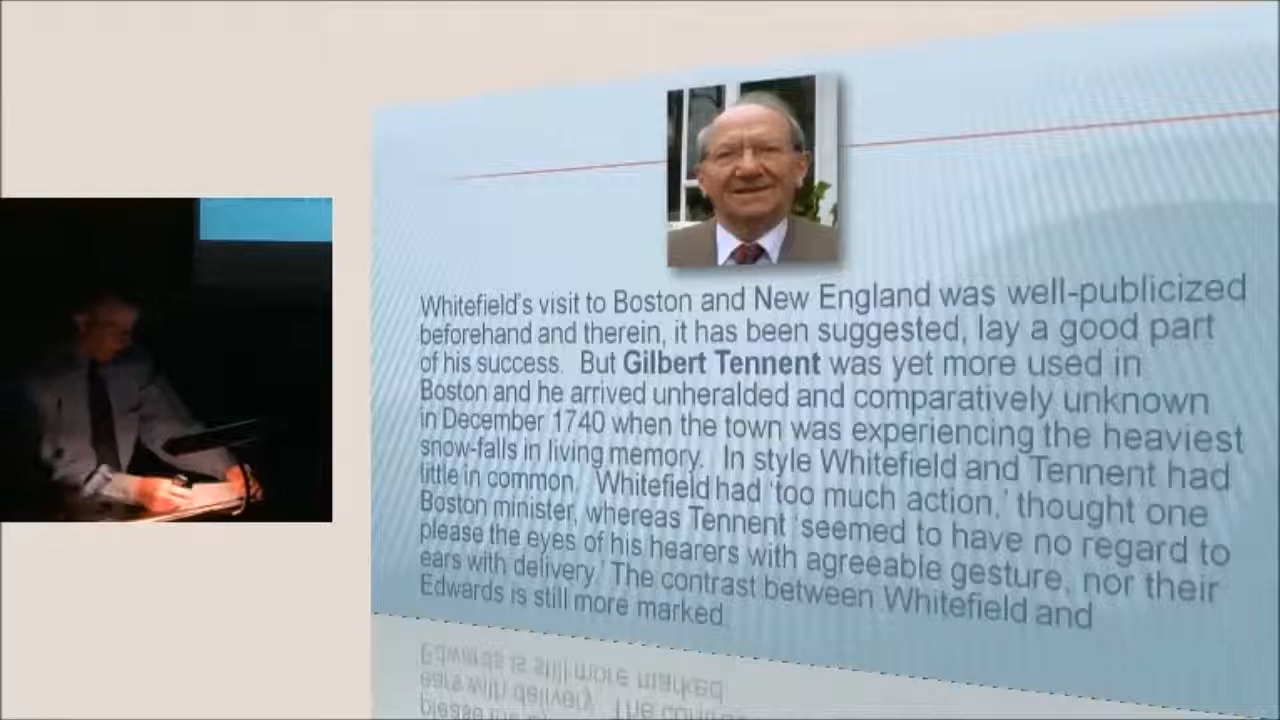 Whitefield's visit to Boston and New England was well-publicized
beforehand and therein, it has been suggested, lay a good part
of his success. But Gilbert Tennent was yet more used in
Boston and he arrived unheralded and comparatively unknown
in December 1740 when the town was experiencing the heaviest
snow-falls in living memory. In style Whitefield and Tennent had
little in common. Whitefield had 'too much action,' thought one
Boston minister, whereas Tennent 'seemed to have no regard to
please the eyes of his hearers with agreeable gesture, nor their
ears with delivery.' The contrast between Whitefield and
Edwards is still more marked